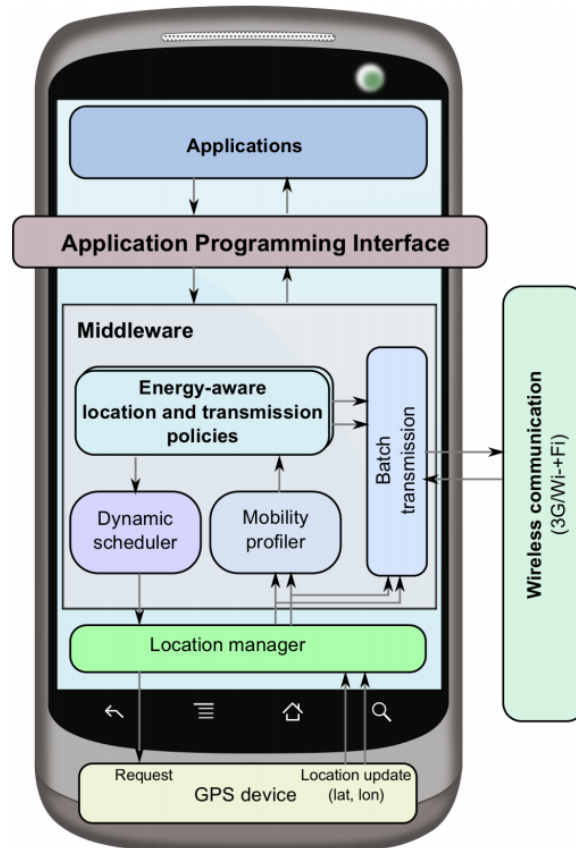 Applications
Application Programming Interface
Middleware
Energy-aware
location and transmission
policies
Batch
transmission
Dynamic
scheduler
Mobility
profiler
Wireless communication
(3G/Wi-+Fi)
Location manager
Request
Location update
(lat, lon)
GPS device